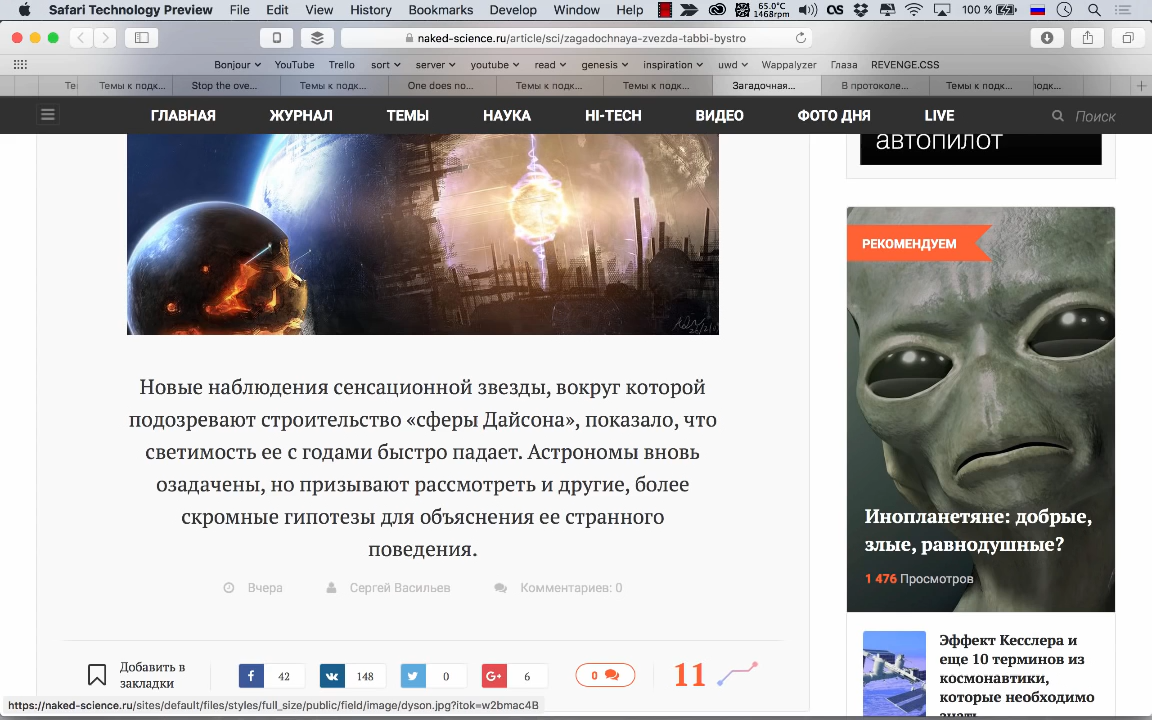 Safari Technology Preview File Edit View History Bookmarks Develop Window Help 65.0°C 1468rpm 100 %
naked-science.ru/article/sci/zagadochnaya-zvezda-tabbi-bystro
Bonjour YouTube Trello sort server youtube read genesis inspiration uwd Wappalyzer Глаза REVENGE.CSS
Те Темы к подк... Stop the ove... Темы к подк... One does no... Темы к подк... Темы к подк... Загадочная... В протоколе... Темы к подк... подк...
ГЛАВНАЯ ЖУРНАЛ ТЕМЫ НАУКА HI-TECH ВИДЕО ФОТО ДНЯ LIVE Поиск
автопилот
РЕКОМЕНДУЕМ
Новые наблюдения сенсационной звезды, вокруг которой
подозревают строительство «сферы Дайсона», показало, что
светимость ее с годами быстро падает. Астрономы вновь
озадачены, но призывают рассмотреть и другие, более
скромные гипотезы для объяснения ее странного
поведения.
Вчера Сергей Васильев Комментариев: 0
Инопланетяне: добрые,
злые, равнодушные?
1 476 Просмотров
Добавить в
закладки
42 148 0 6 0 11
Эффект Кесслера и
еще 10 терминов из
космонавтики,
которые необходимо
знать
https://naked-science.ru/sites/default/files/styles/full_size/public/field/image/dyson.jpg?itok=w2bmac4B